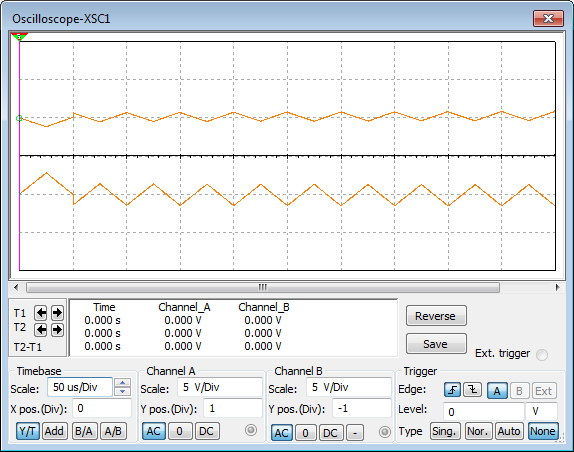 Oscilloscope-XSC1
T1
T2
T2-T1
Time Channel_A Channel_B
0.000 s 0.000 V 0.000 V
0.000 s 0.000 V 0.000 V
0.000 s 0.000 V 0.000 V
Reverse
Save
Ext. trigger
Timebase
Scale: 50 us/Div
X pos.(Div): 0
Y/T Add B/A A/B
Channel A
Scale: 5 V/Div
Y pos.(Div): 1
AC 0 DC
Channel B
Scale: 5 V/Div
Y pos.(Div): -1
AC 0 DC -
Trigger
Edge: A B Ext
Level: 0 V
Type Sing. Nor. Auto None